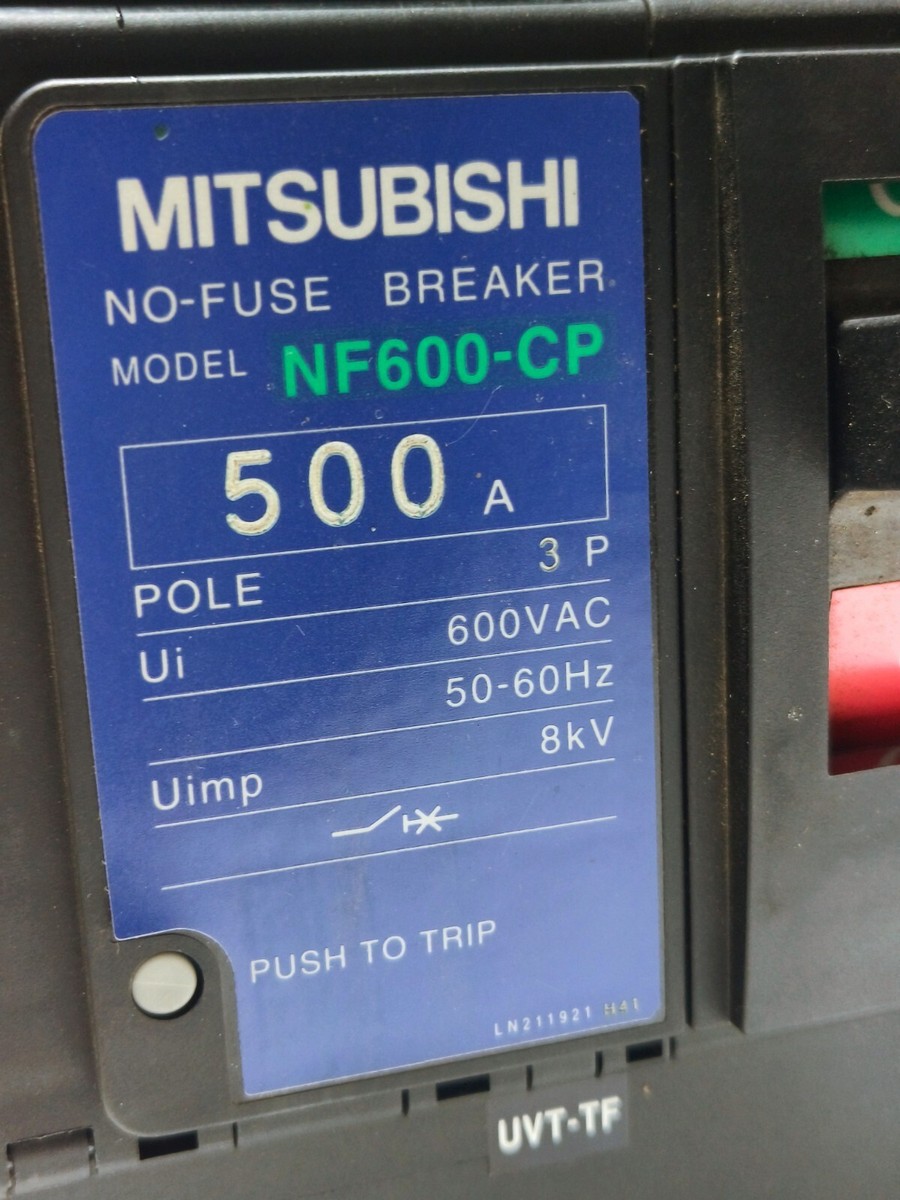 MITSUBISHI
NO-FUSE BREAKER
MODEL NF600-CP
500 A
POLE 3 P
Ui 600VAC
50-60Hz
Uimp 8kV
PUSH TO TRIP
LN211921 H41
UVT-TF